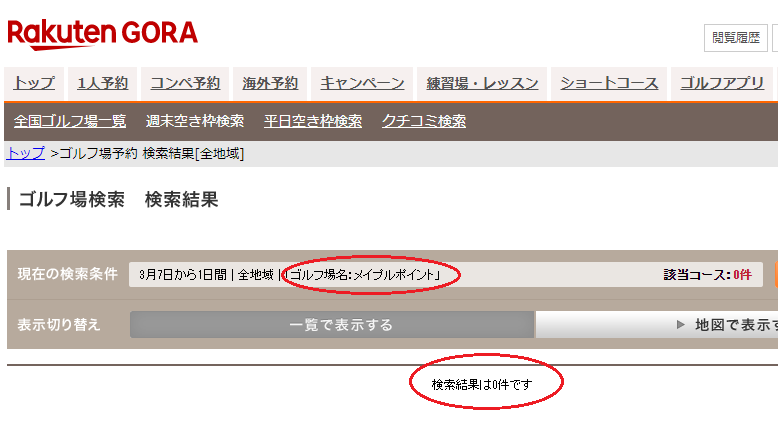 Rakuten GORA
閲覧履歴
トップ 1人予約 コンペ予約 海外予約 キャンペーン 練習場・レッスン ショートコース ゴルフアプリ
全国ゴルフ場一覧 週末空き枠検索 平日空き枠検索 クチコミ検索
トップ >ゴルフ場予約 検索結果[全地域]
ゴルフ場検索 検索結果
現在の検索条件 3月7日から1日間 | 全地域 | 「ゴルフ場名:メイプルポイント」 該当コース:0件
表示切り替え 一覧で表示する ▶ 地図で表示す
検索結果は0件です